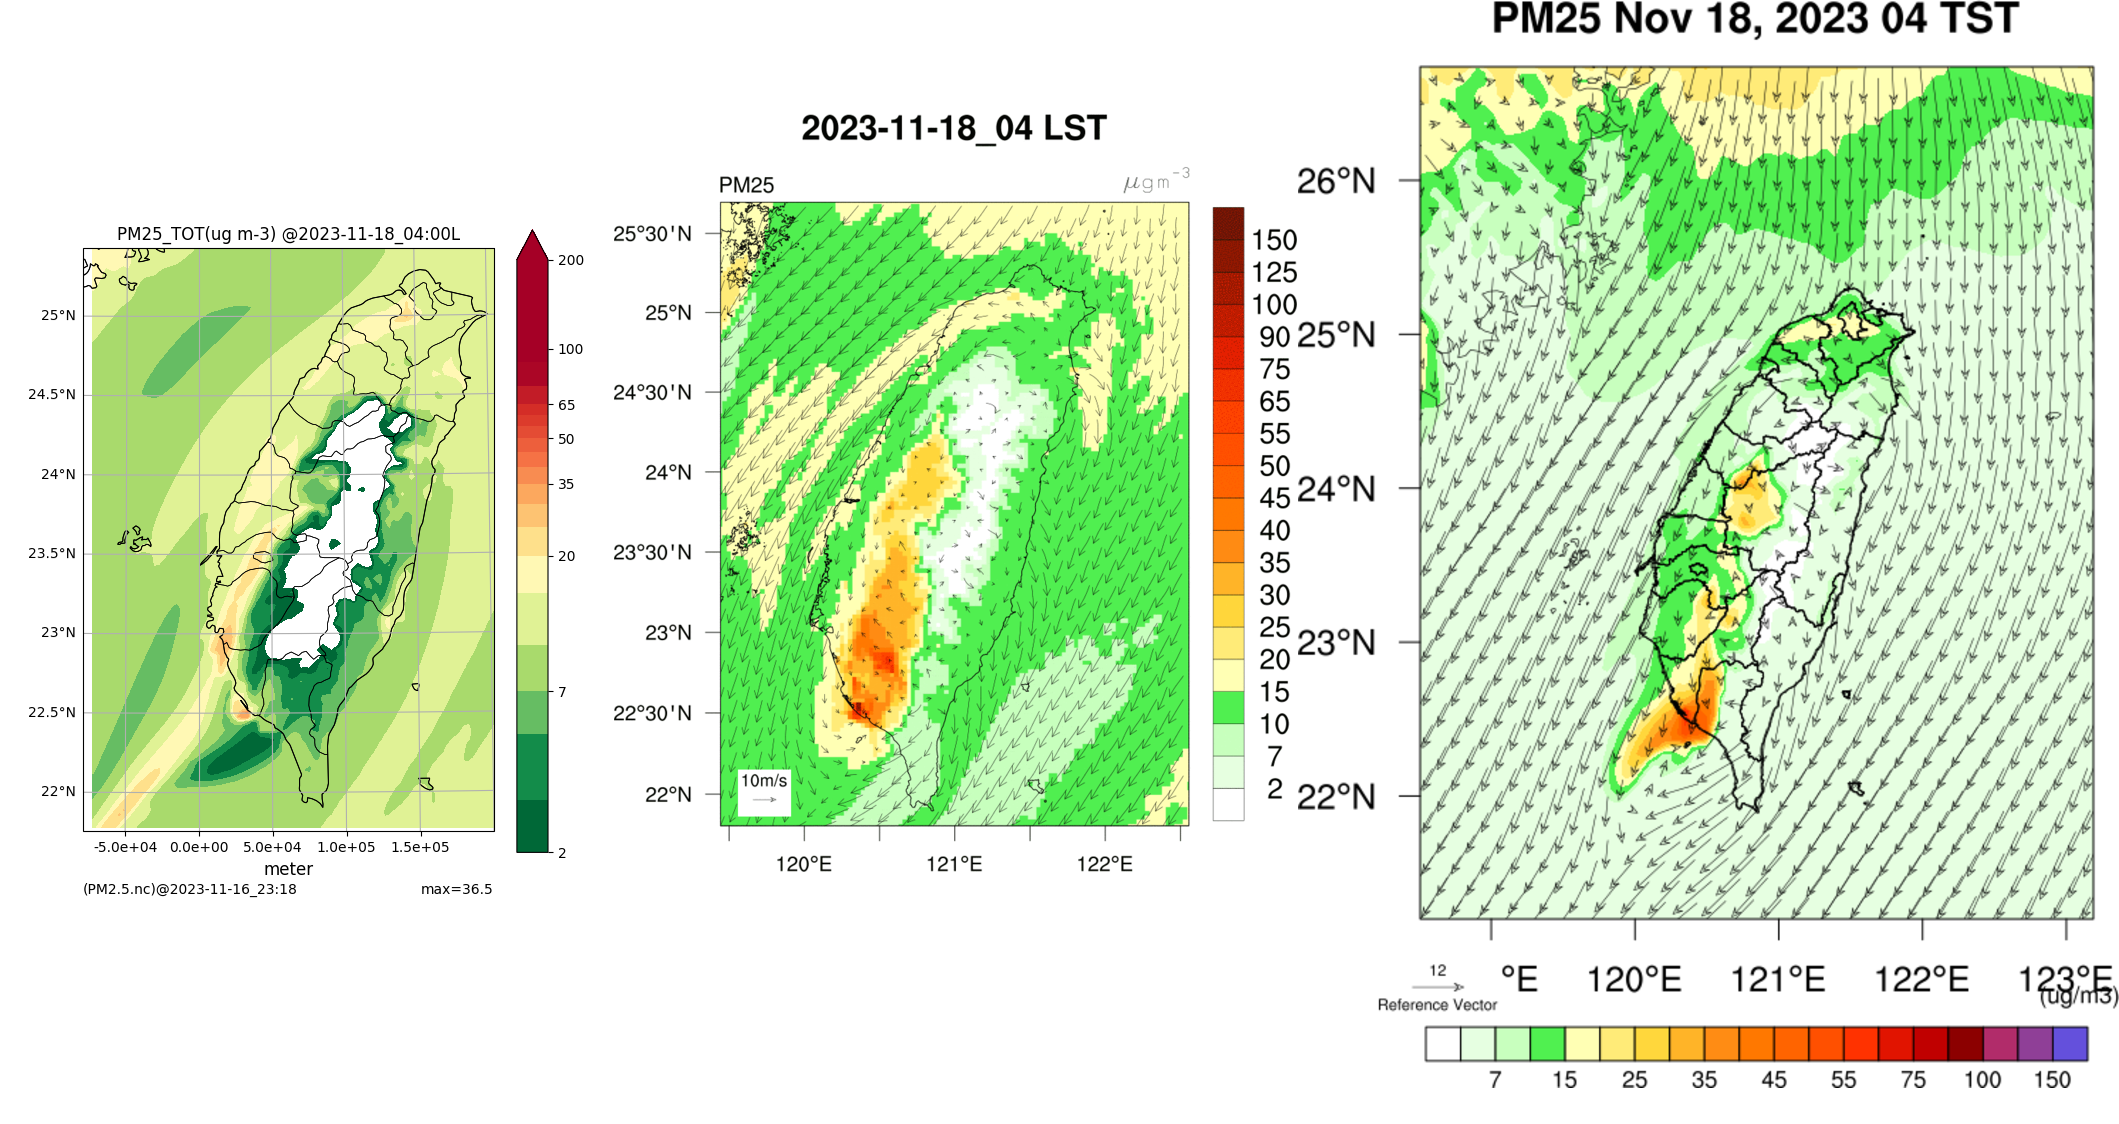 PM25_TOT(ug m-3) @2023-11-18_04:00L
25°N
24.5°N
24°N
23.5°N
23°N
22.5°N
22°N
-5.0e+04 0.0e+00 5.0e+04 1.0e+05 1.5e+05
meter
(PM2.5.nc)@2023-11-16_23:18 max=36.5
200
100
65
50
35
20
7
2
2023-11-18_04 LST
PM25 μgm⁻³
25°30'N
25°N
24°30'N
24°N
23°30'N
23°N
22°30'N
22°N
10m/s
120°E 121°E 122°E
150
125
100
90
75
65
55
50
45
40
35
30
25
20
15
10
7
2
PM25 Nov 18, 2023 04 TST
26°N
25°N
24°N
23°N
22°N
°E 120°E 121°E 122°E 123°E
12
Reference Vector
(ug/m3)
7 15 25 35 45 55 75 100 150